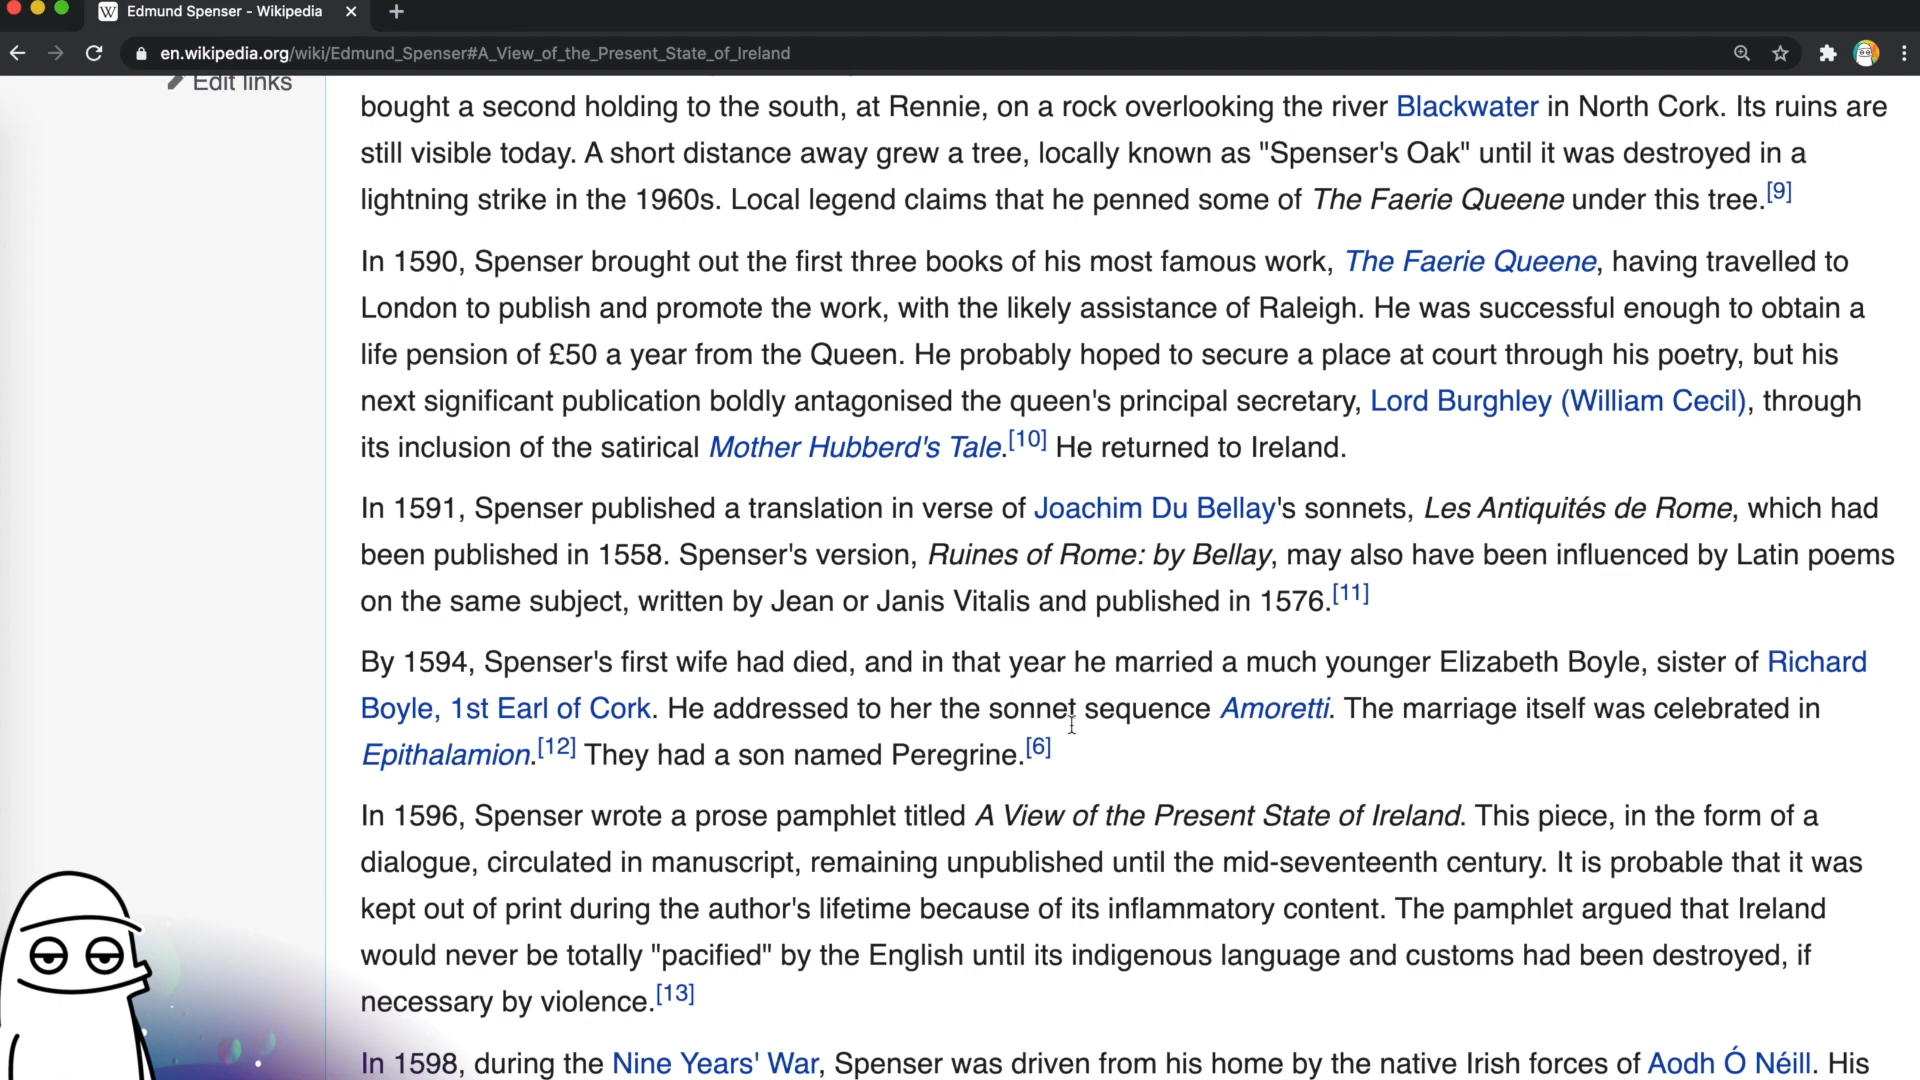 Edmund Spenser - Wikipedia
en.wikipedia.org/wiki/Edmund_Spenser#A_View_of_the_Present_State_of_Ireland
Edit links
bought a second holding to the south, at Rennie, on a rock overlooking the river Blackwater in North Cork. Its ruins are
still visible today. A short distance away grew a tree, locally known as "Spenser's Oak" until it was destroyed in a
lightning strike in the 1960s. Local legend claims that he penned some of The Faerie Queene under this tree.[9]
In 1590, Spenser brought out the first three books of his most famous work, The Faerie Queene, having travelled to
London to publish and promote the work, with the likely assistance of Raleigh. He was successful enough to obtain a
life pension of £50 a year from the Queen. He probably hoped to secure a place at court through his poetry, but his
next significant publication boldly antagonised the queen's principal secretary, Lord Burghley (William Cecil), through
its inclusion of the satirical Mother Hubberd's Tale.[10] He returned to Ireland.
In 1591, Spenser published a translation in verse of Joachim Du Bellay's sonnets, Les Antiquités de Rome, which had
been published in 1558. Spenser's version, Ruines of Rome: by Bellay, may also have been influenced by Latin poems
on the same subject, written by Jean or Janis Vitalis and published in 1576.[11]
By 1594, Spenser's first wife had died, and in that year he married a much younger Elizabeth Boyle, sister of Richard
Boyle, 1st Earl of Cork. He addressed to her the sonnet sequence Amoretti. The marriage itself was celebrated in
Epithalamion.[12] They had a son named Peregrine.[6]
In 1596, Spenser wrote a prose pamphlet titled A View of the Present State of Ireland. This piece, in the form of a
dialogue, circulated in manuscript, remaining unpublished until the mid-seventeenth century. It is probable that it was
kept out of print during the author's lifetime because of its inflammatory content. The pamphlet argued that Ireland
would never be totally "pacified" by the English until its indigenous language and customs had been destroyed, if
necessary by violence.[13]
In 1598, during the Nine Years' War, Spenser was driven from his home by the native Irish forces of Aodh Ó Néill. His